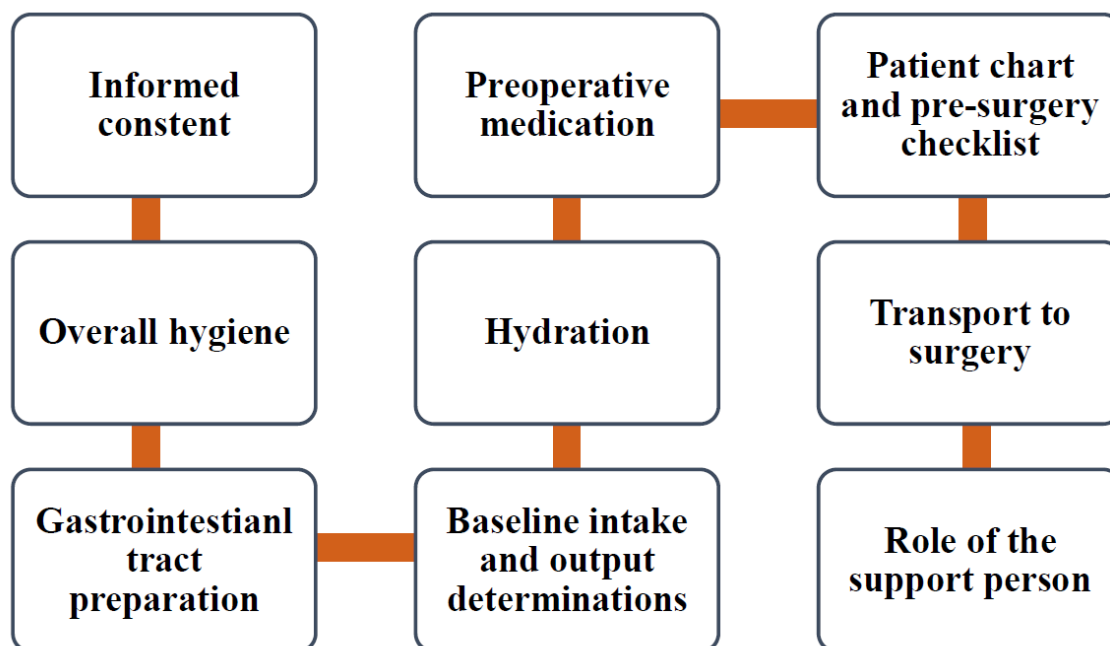 Informed
constent
Overall hygiene
Gastrointestianl
tract
preparation
Baseline intake
and output
determinations
Hydration
Preoperative
medication
Patient chart
and pre-surgery
checklist
Transport to
surgery
Role of the
support person